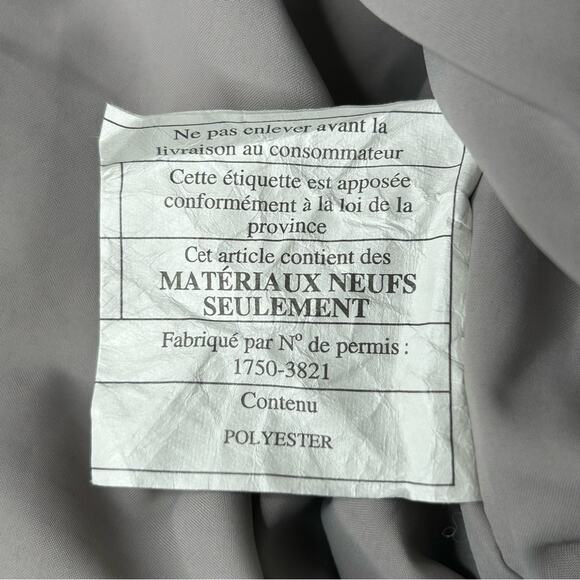 Ne pas enlever avant la
livraison au consommateur
Cette étiquette est apposée
conformément à la loi de la
province
Cet article contient des
MATÉRIAUX NEUFS
SEULEMENT
Fabriqué par Nº de permis :
1750-3821
Contenu
POLYESTER